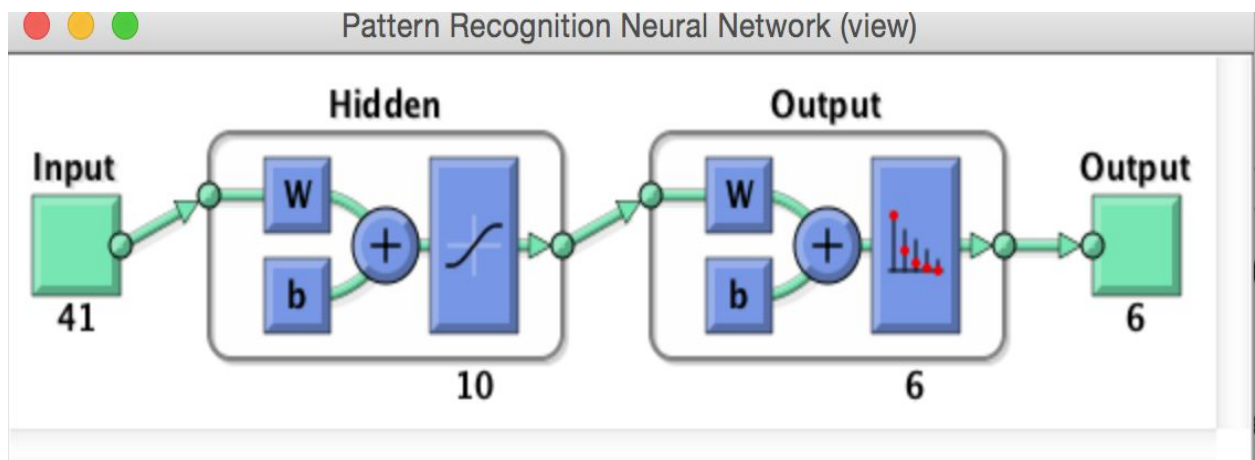 Pattern Recognition Neural Network (view)
Hidden
Output
Input
Output
W
W
+
+
b
b
41
6
10
6